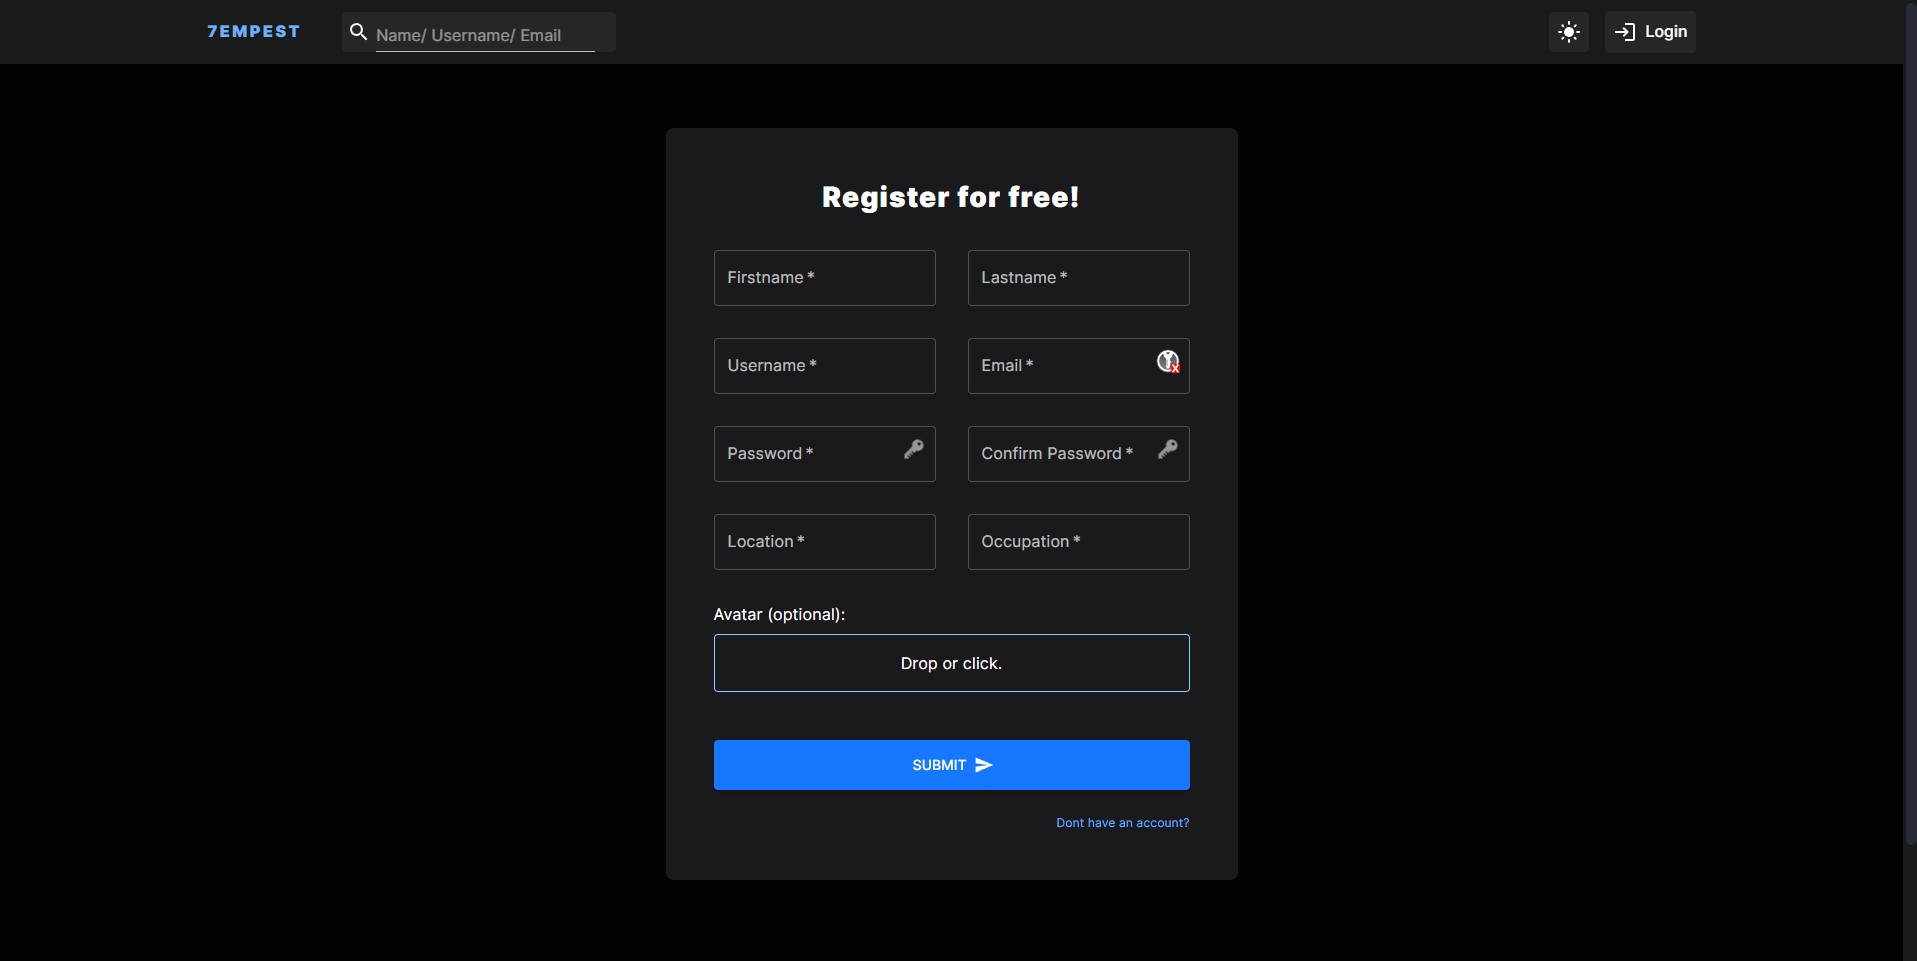 7EMPEST
Name/ Username/ Email
Login
Register for free!
Firstname *
Lastname *
Username *
Email *
Password *
Confirm Password *
Location *
Occupation *
Avatar (optional):
Drop or click.
SUBMIT
Dont have an account?